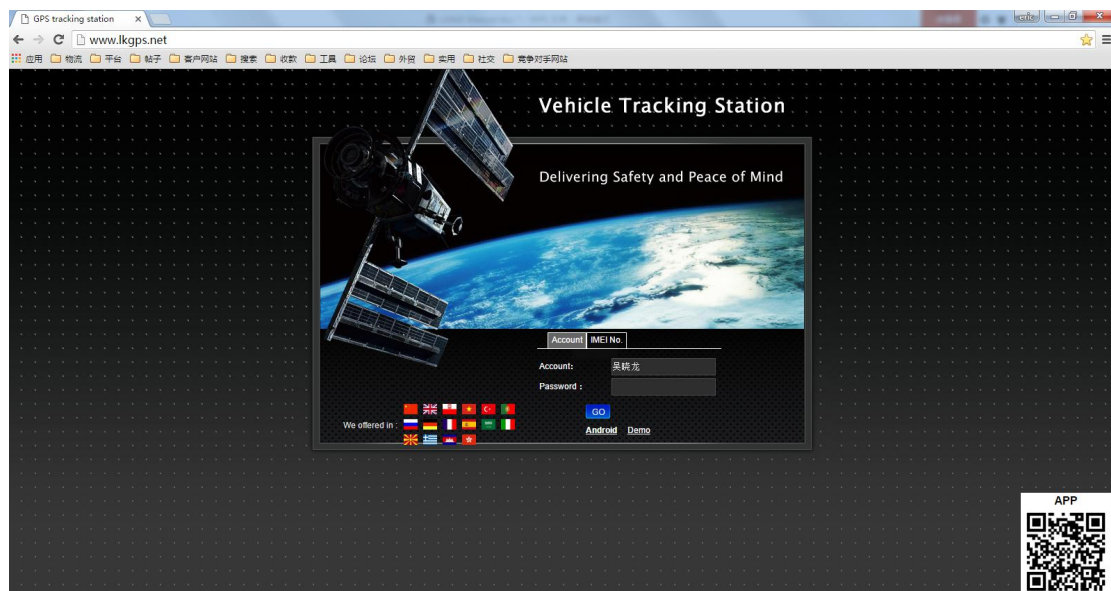 GPS tracking station
eric
www.lkgps.net
应用 物流 平台 帖子 客户网站 搜索 收款 工具 论坛 外贸 实用 社交 竞争对手网站
Vehicle Tracking Station
Delivering Safety and Peace of Mind
Account IMEI No.
Account: 吴晓龙
Password :
GO
We offered in :
Android Demo
APP